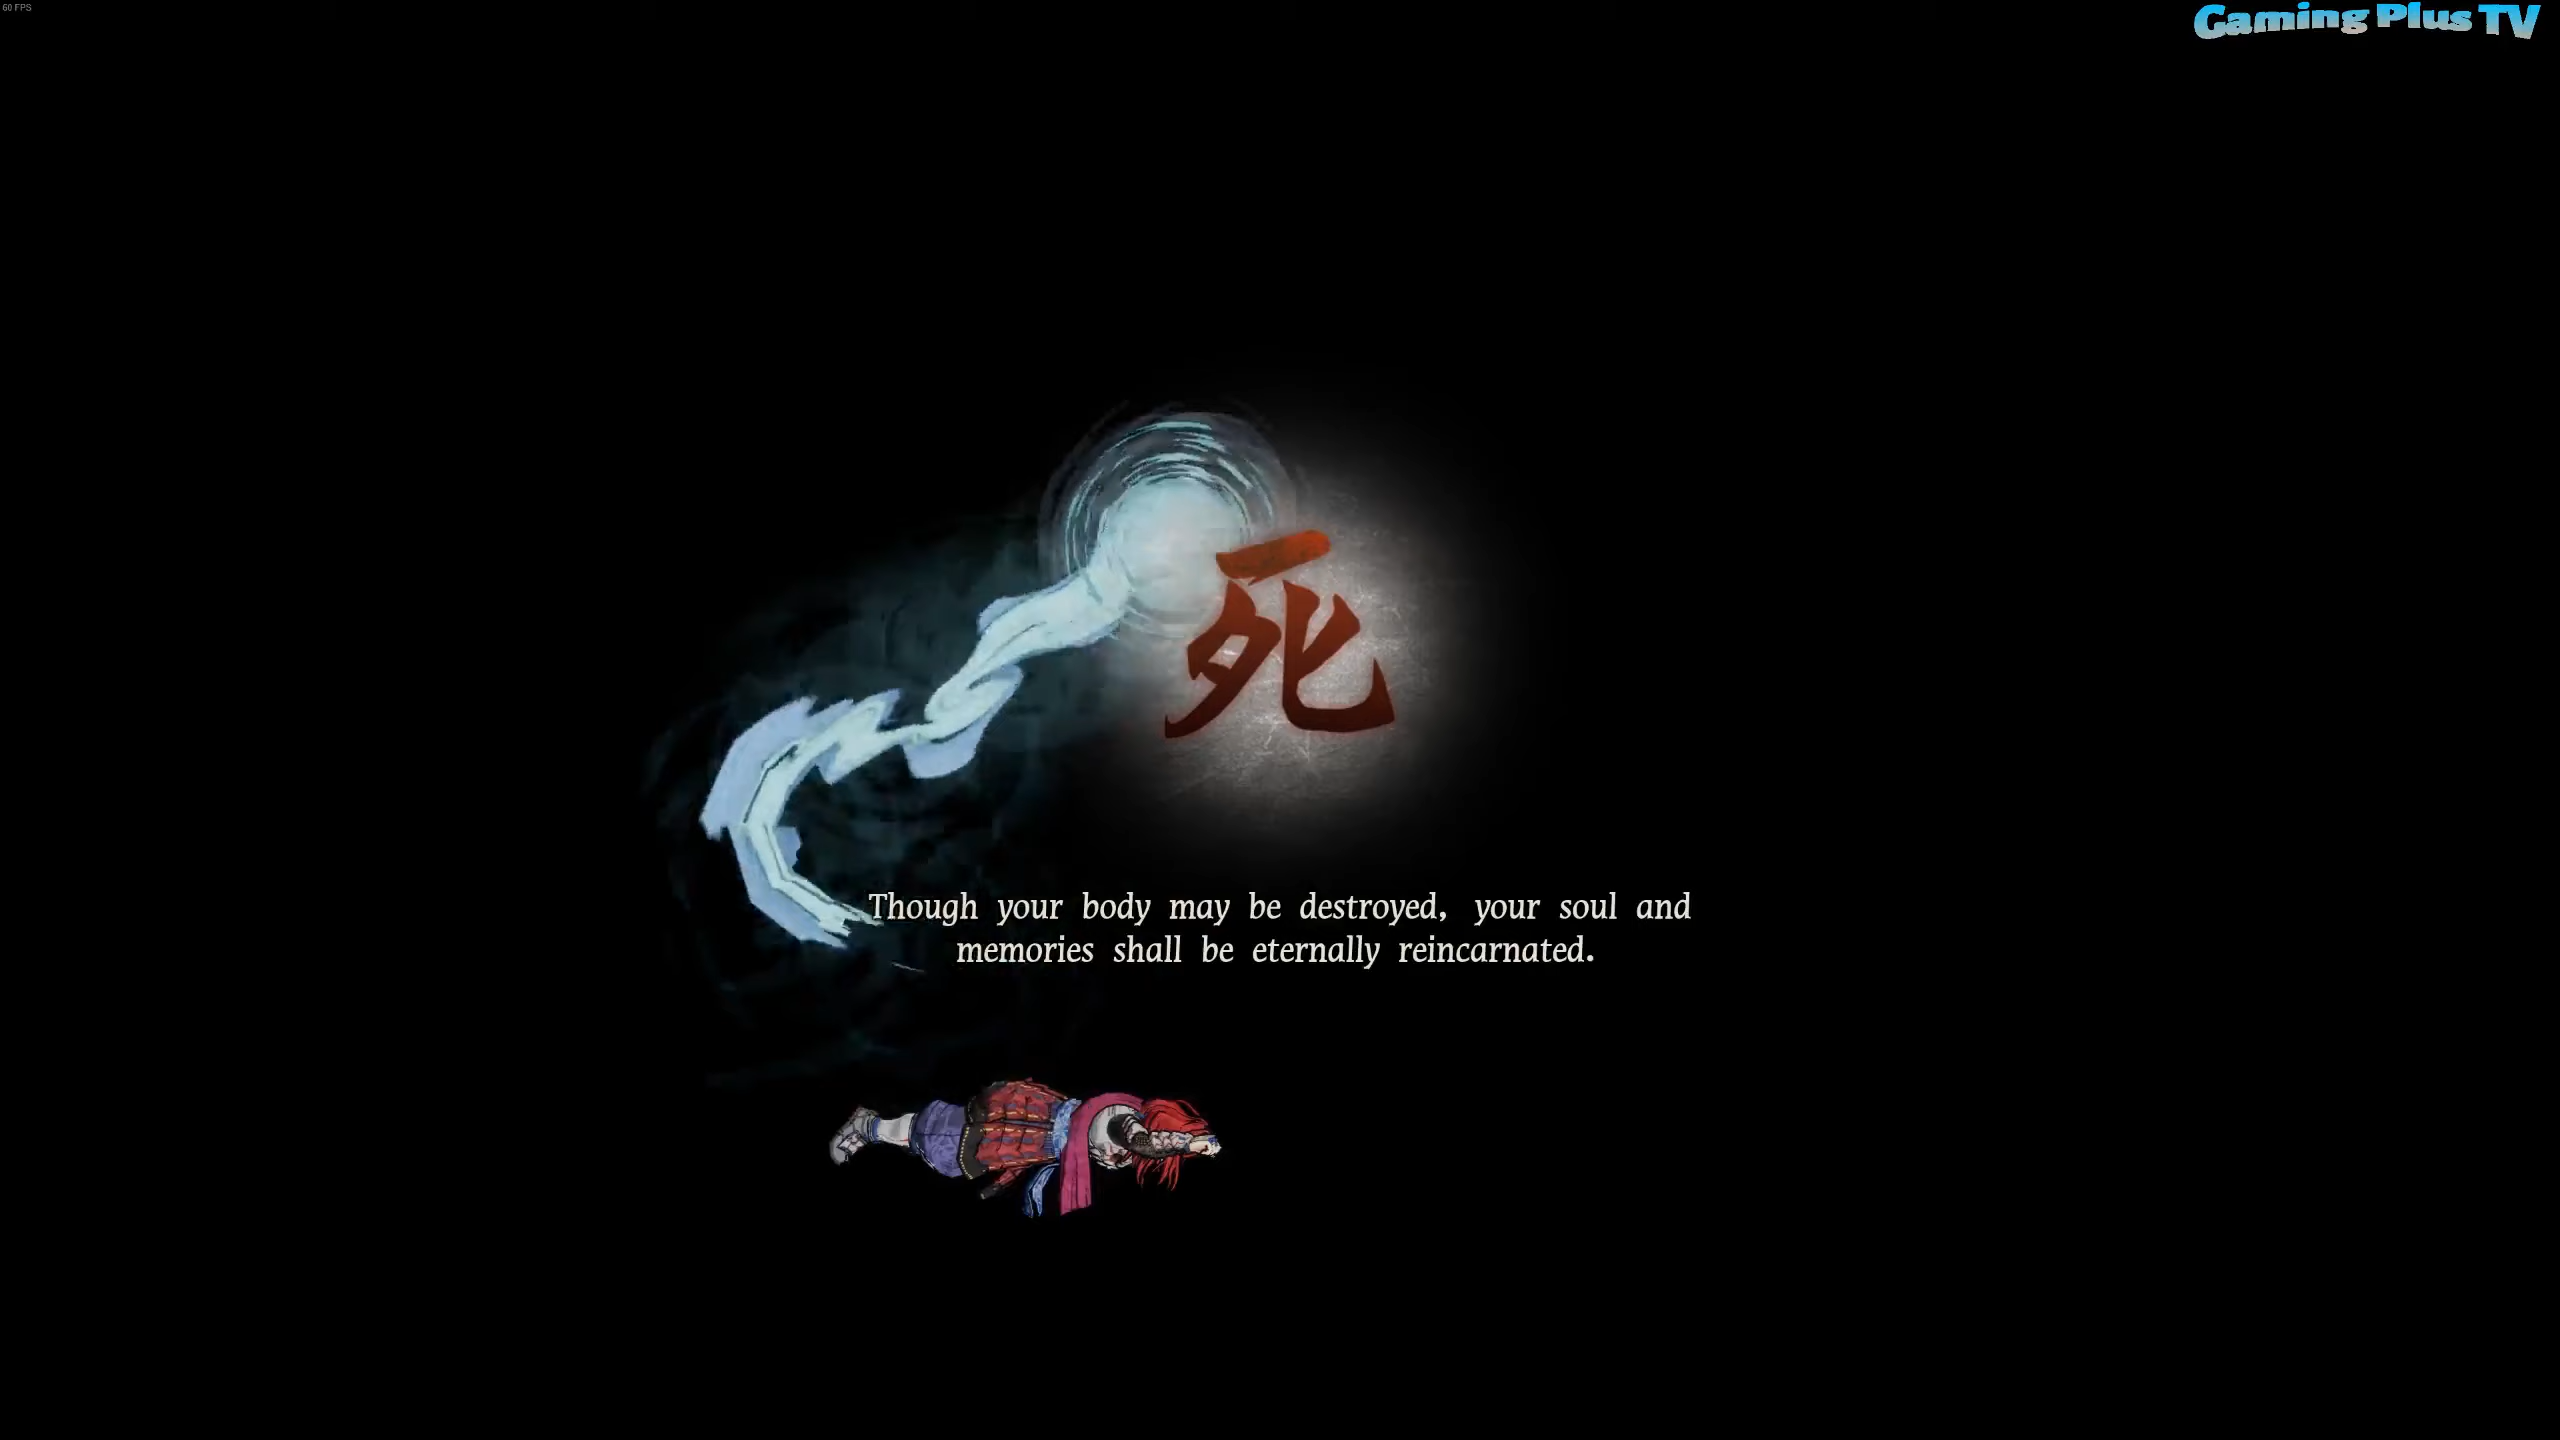 60 FPS
Gaming Plus TV
死
Though your body may be destroyed, your soul and
memories shall be eternally reincarnated.